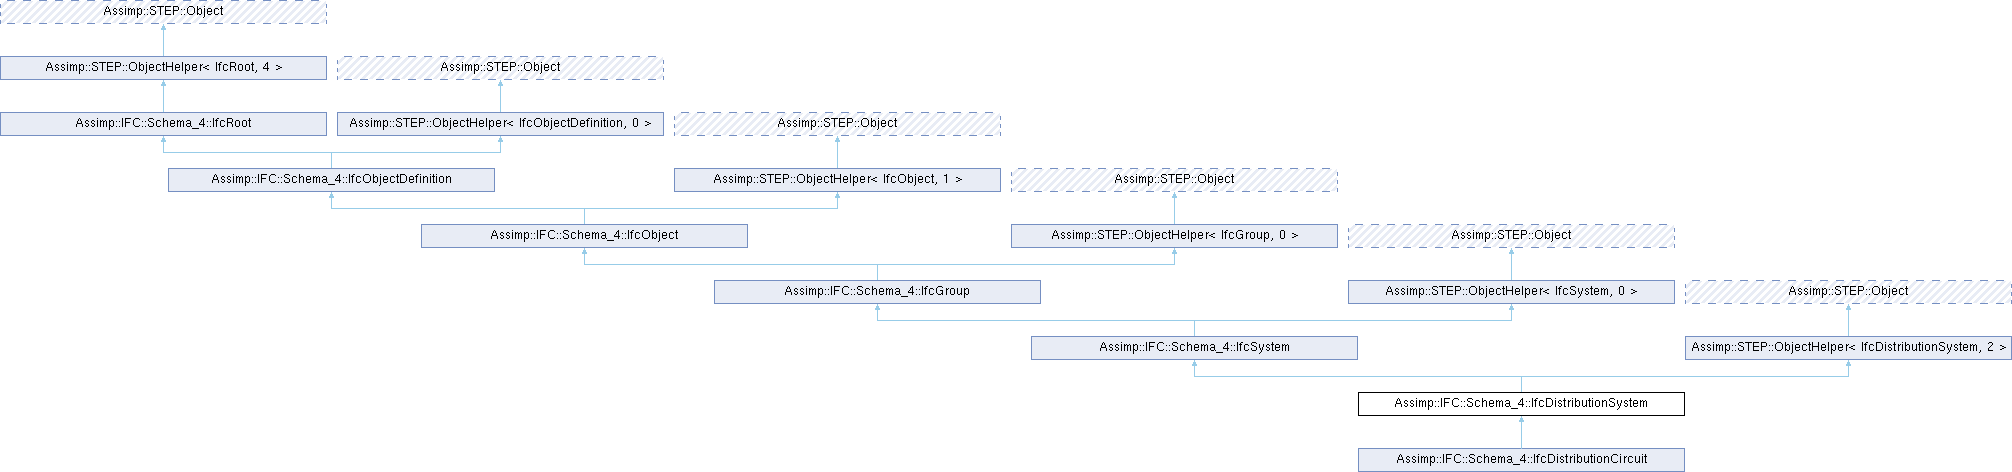 Assimp::STEP::Object
Assimp::STEP::ObjectHelper< IfcRoot, 4 >
Assimp::STEP::Object
Assimp::IFC::Schema_4::IfcRoot
Assimp::STEP::ObjectHelper< IfcObjectDefinition, 0 >
Assimp::STEP::Object
Assimp::IFC::Schema_4::IfcObjectDefinition
Assimp::STEP::ObjectHelper< IfcObject, 1 >
Assimp::STEP::Object
Assimp::IFC::Schema_4::IfcObject
Assimp::STEP::ObjectHelper< IfcGroup, 0 >
Assimp::STEP::Object
Assimp::IFC::Schema_4::IfcGroup
Assimp::STEP::ObjectHelper< IfcSystem, 0 >
Assimp::STEP::Object
Assimp::IFC::Schema_4::IfcSystem
Assimp::STEP::ObjectHelper< IfcDistributionSystem, 2 >
Assimp::IFC::Schema_4::IfcDistributionSystem
Assimp::IFC::Schema_4::IfcDistributionCircuit